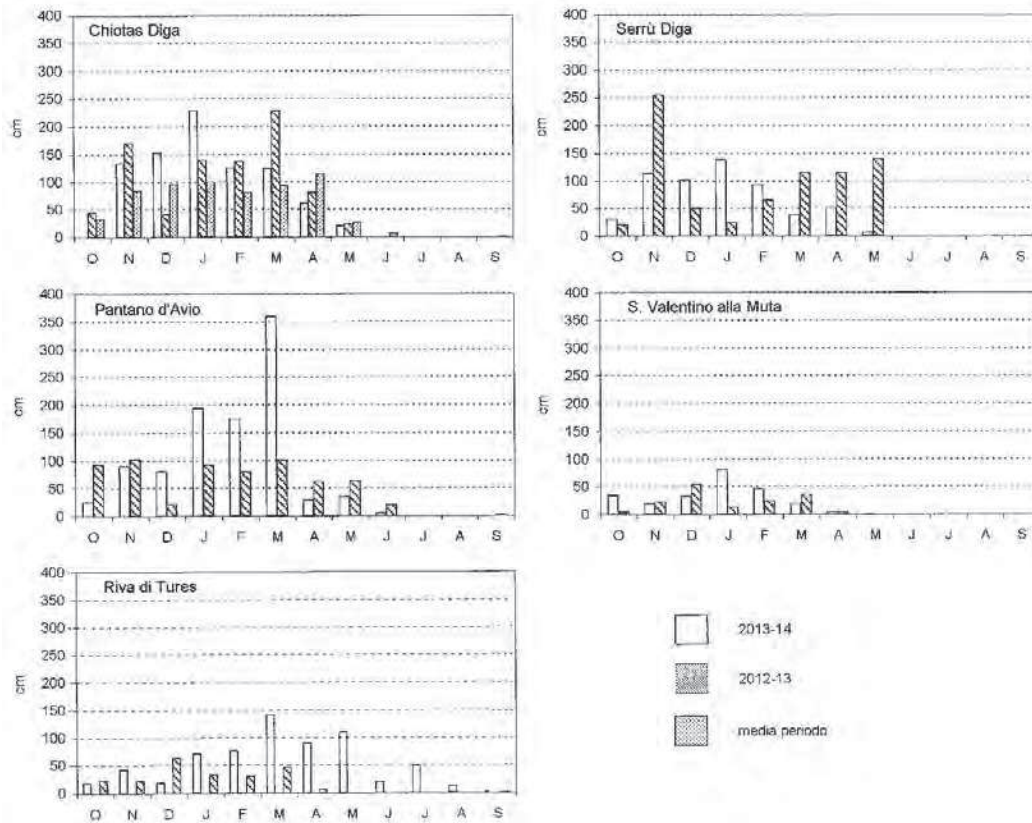 Chiotas Diga
400
350
300
250
200
150
100
50
0
cm
O N D J F M A M J J A S
Serrù Diga
400
350
300
250
200
150
100
50
0
cm
O N D J F M A M J J A S
Pantano d'Avio
400
350
300
250
200
150
100
50
0
cm
O N D J F M A M J J A S
S. Valentino alla Muta
400
350
300
250
200
150
100
50
0
cm
O N D J F M A M J J A S
Riva di Tures
400
350
300
250
200
150
100
50
0
cm
O N D J F M A M J J A S
2013-14
2012-13
media periodo